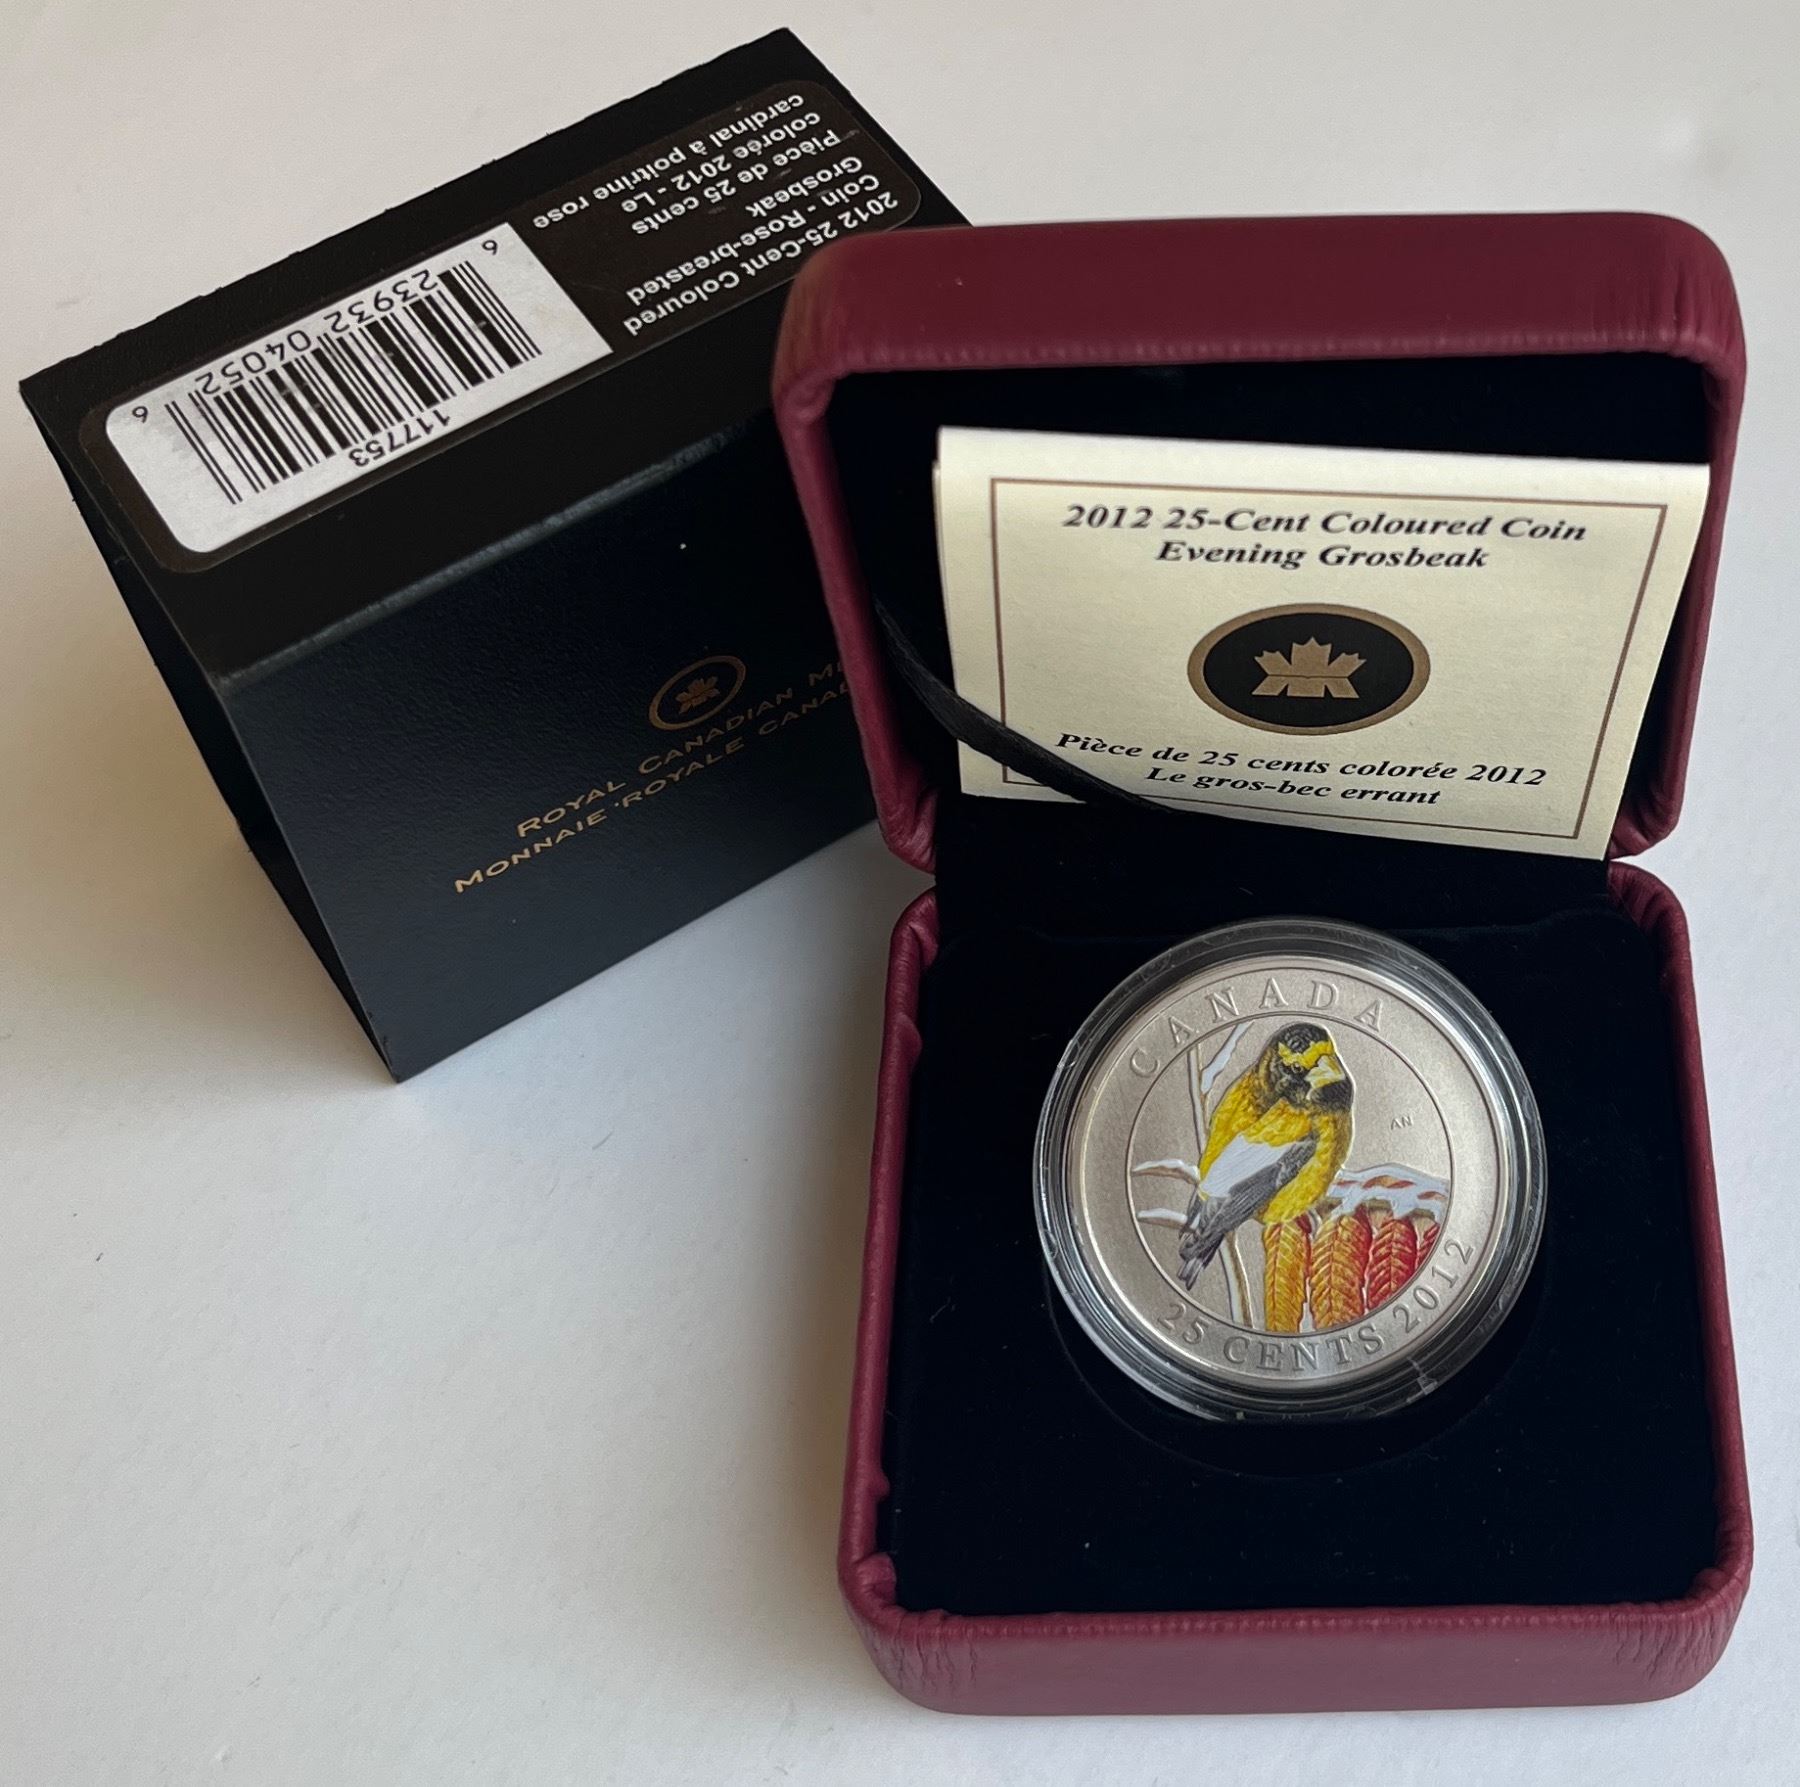 2012 25-Cent Coloured
Coin - Rose-breasted
Grosbeak
Pièce de 25 cents
colorée 2012 - Le
cardinal à poitrine rose
6 23932 04052 6
117753
ROYAL CANADIAN
MONNAIE ROYALE
2012 25-Cent Coloured Coin
Evening Grosbeak
Pièce de 25 cents colorée 2012
Le gros-bec errant
CANADA
AN
25 CENTS 2012